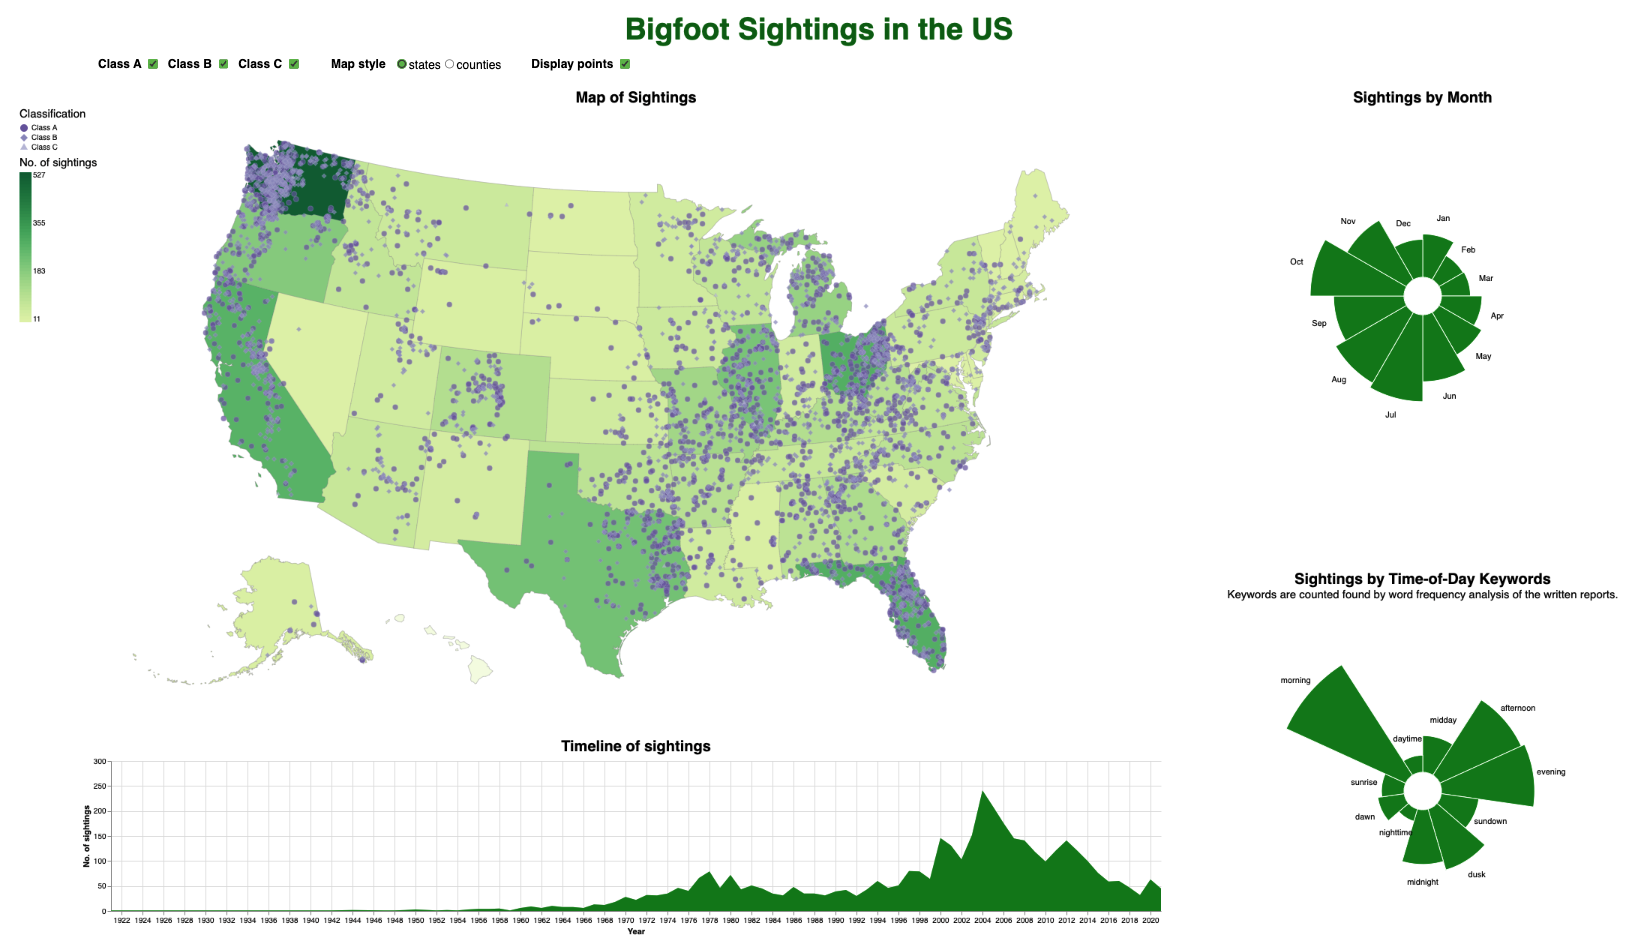 Bigfoot Sightings in the US
Class A Class B Class C Map style states counties Display points
Map of Sightings
Classification
Class A
Class B
Class C
No. of sightings
527
355
183
11
Sightings by Month
Jan
Feb
Mar
Apr
May
Jun
Jul
Aug
Sep
Oct
Nov
Dec
Sightings by Time-of-Day Keywords
Keywords are counted found by word frequency analysis of the written reports.
midday
afternoon
evening
sundown
dusk
midnight
nighttime
dawn
sunrise
morning
daytime
Timeline of sightings
No. of sightings
300
250
200
150
100
50
0
1922 1924 1926 1928 1930 1932 1934 1936 1938 1940 1942 1944 1946 1948 1950 1952 1954 1956 1958 1960 1962 1964 1966 1968 1970 1972 1974 1976 1978 1980 1982 1984 1986 1988 1990 1992 1994 1996 1998 2000 2002 2004 2006 2008 2010 2012 2014 2016 2018 2020
Year